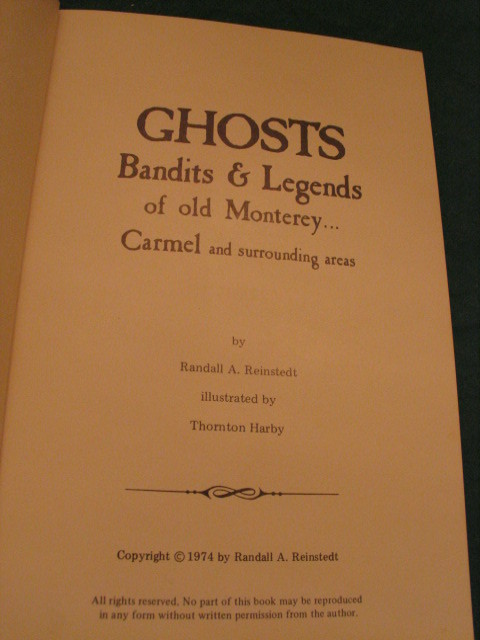 GHOSTS
Bandits & Legends
of old Monterey...
Carmel and surrounding areas
by
Randall A. Reinstedt
illustrated by
Thornton Harby
Copyright © 1974 by Randall A. Reinstedt
All rights reserved. No part of this book may be reproduced
in any form without written permission from the author.